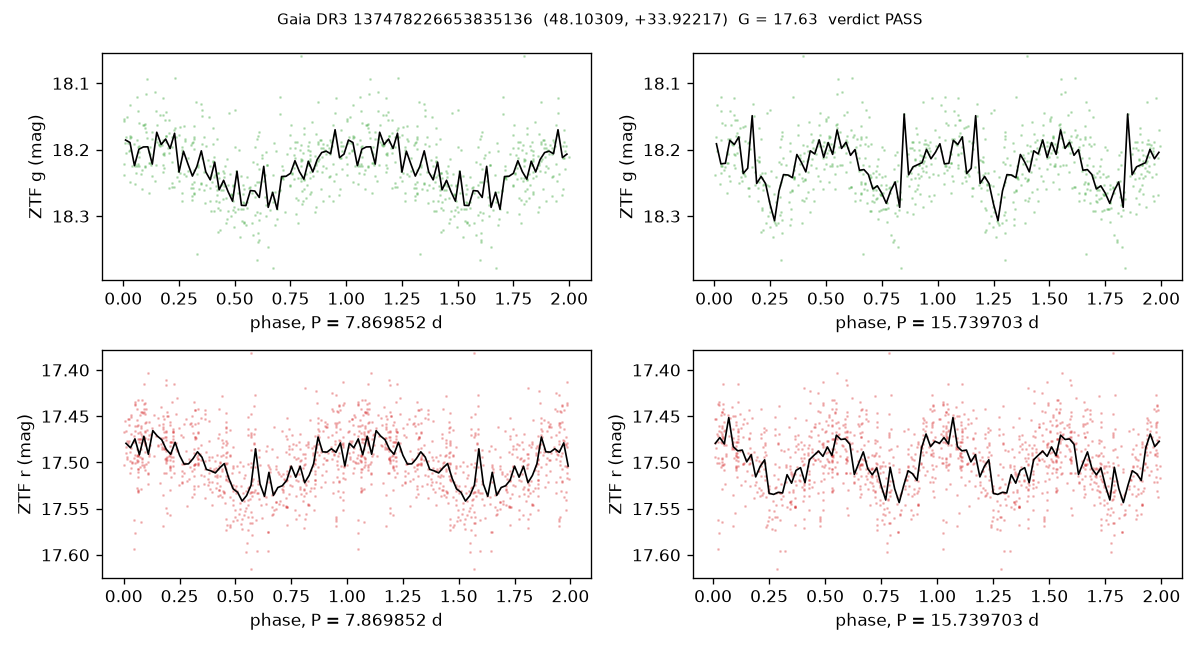 Gaia DR3 137478226653835136 (48.10309, +33.92217) G = 17.63 verdict PASS
ZTF g (mag)
18.1
18.2
18.3
0.00 0.25 0.50 0.75 1.00 1.25 1.50 1.75 2.00
phase, P = 7.869852 d
ZTF g (mag)
18.1
18.2
18.3
0.00 0.25 0.50 0.75 1.00 1.25 1.50 1.75 2.00
phase, P = 15.739703 d
ZTF r (mag)
17.40
17.45
17.50
17.55
17.60
0.00 0.25 0.50 0.75 1.00 1.25 1.50 1.75 2.00
phase, P = 7.869852 d
ZTF r (mag)
17.40
17.45
17.50
17.55
17.60
0.00 0.25 0.50 0.75 1.00 1.25 1.50 1.75 2.00
phase, P = 15.739703 d